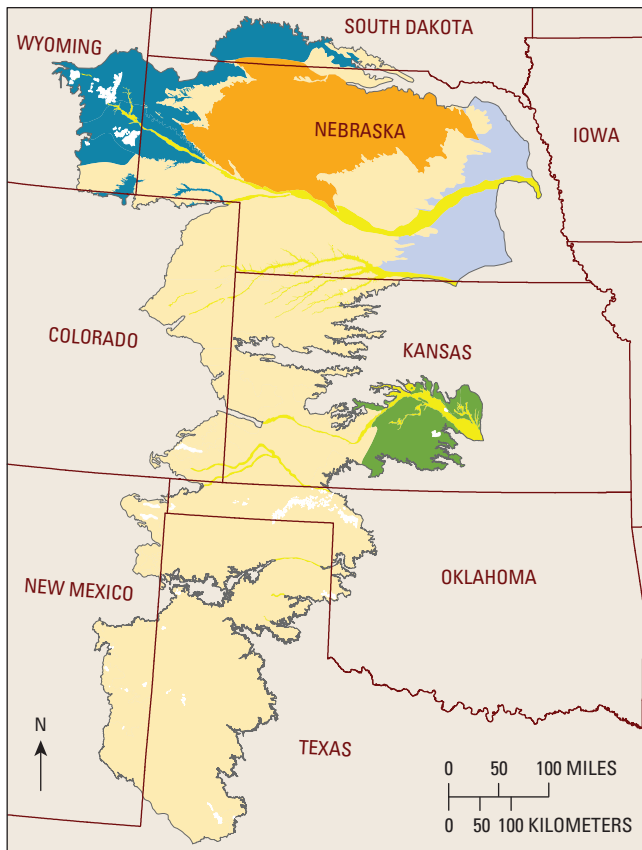 SOUTH DAKOTA
WYOMING
NEBRASKA
IOWA
COLORADO
KANSAS
NEW MEXICO
OKLAHOMA
TEXAS
N
0 50 100 MILES
0 50 100 KILOMETERS